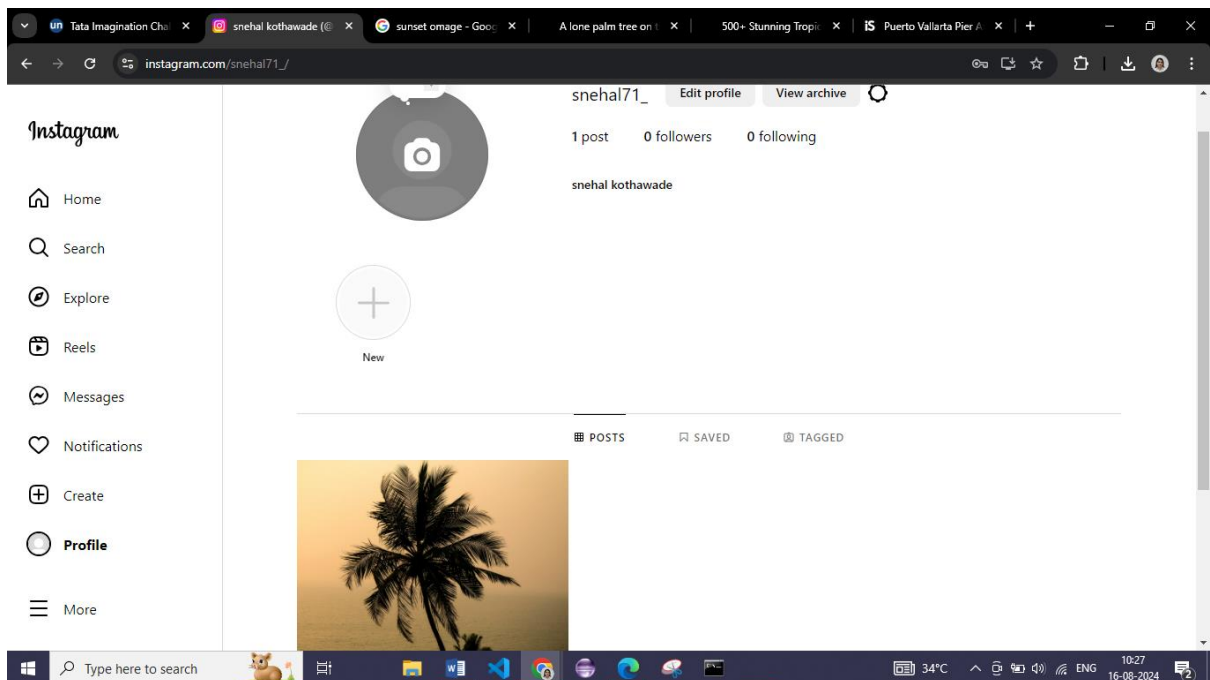 Tata Imagination Cha
snehal kothawade (@
sunset omage - Goog
A lone palm tree on t
500+ Stunning Tropic
iS Puerto Vallarta Pier A
instagram.com/snehal71_/
Instagram
snehal71_ Edit profile View archive
1 post 0 followers 0 following
snehal kothawade
Home
Search
Explore
Reels
Messages
Notifications
Create
Profile
More
New
POSTS SAVED TAGGED
Type here to search
34°C ENG 10:27
16-08-2024
2